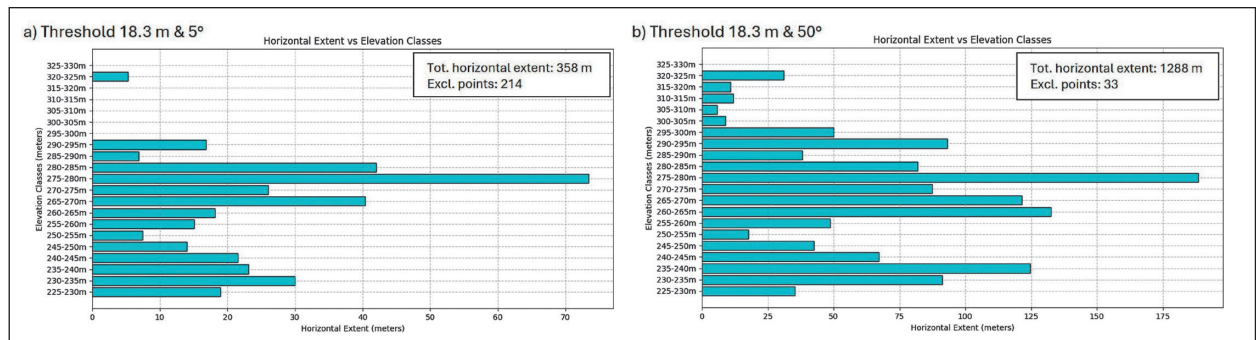 a) Threshold 18.3 m & 5º
Horizontal Extent vs Elevation Classes
Tot. horizontal extent: 358 m
Excl. points: 214
Elevation Classes (meters)
325-330m
320-325m
315-320m
310-315m
305-310m
300-305m
295-300m
290-295m
285-290m
280-285m
275-280m
270-275m
265-270m
260-265m
255-260m
250-255m
245-250m
240-245m
235-240m
230-235m
225-230m
0 10 20 30 40 50 60 70
Horizontal Extent (meters)
b) Threshold 18.3 m & 50º
Horizontal Extent vs Elevation Classes
Tot. horizontal extent: 1288 m
Excl. points: 33
Elevation Classes (meters)
325-330m
320-325m
315-320m
310-315m
305-310m
300-305m
295-300m
290-295m
285-290m
280-285m
275-280m
270-275m
265-270m
260-265m
255-260m
250-255m
245-250m
240-245m
235-240m
230-235m
225-230m
0 25 50 75 100 125 150 175
Horizontal Extent (meters)